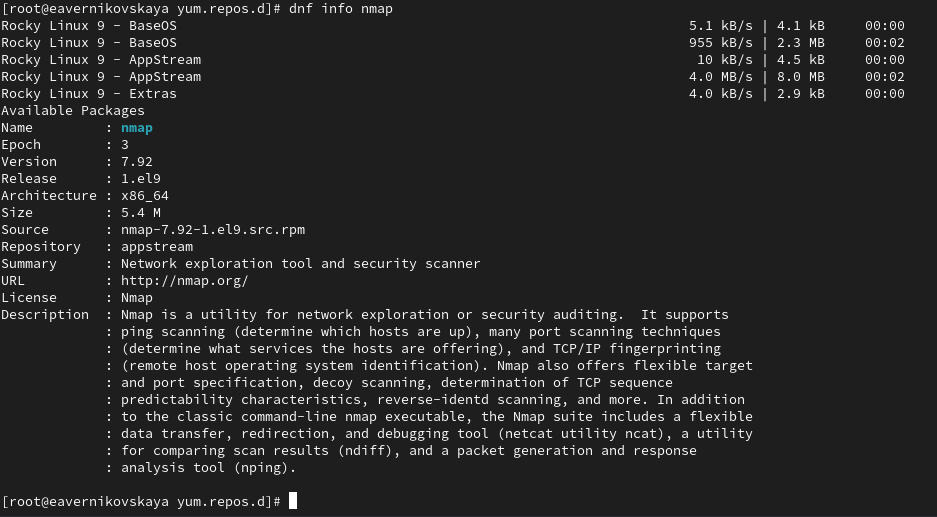 [root@eavernikovskaya yum.repos.d]# dnf info nmap
Rocky Linux 9 - BaseOS                                                                5.1 kB/s | 4.1 kB     00:00
Rocky Linux 9 - BaseOS                                                                955 kB/s | 2.3 MB     00:02
Rocky Linux 9 - AppStream                                                              10 kB/s | 4.5 kB     00:00
Rocky Linux 9 - AppStream                                                             4.0 MB/s | 8.0 MB     00:02
Rocky Linux 9 - Extras                                                                4.0 kB/s | 2.9 kB     00:00
Available Packages
Name         : nmap
Epoch        : 3
Version      : 7.92
Release      : 1.el9
Architecture : x86_64
Size         : 5.4 M
Source       : nmap-7.92-1.el9.src.rpm
Repository   : appstream
Summary      : Network exploration tool and security scanner
URL          : http://nmap.org/
License      : Nmap
Description  : Nmap is a utility for network exploration or security auditing.  It supports
             : ping scanning (determine which hosts are up), many port scanning techniques
             : (determine what services the hosts are offering), and TCP/IP fingerprinting
             : (remote host operating system identification). Nmap also offers flexible target
             : and port specification, decoy scanning, determination of TCP sequence
             : predictability characteristics, reverse-identd scanning, and more. In addition
             : to the classic command-line nmap executable, the Nmap suite includes a flexible
             : data transfer, redirection, and debugging tool (netcat utility ncat), a utility
             : for comparing scan results (ndiff), and a packet generation and response
             : analysis tool (nping).
[root@eavernikovskaya yum.repos.d]#